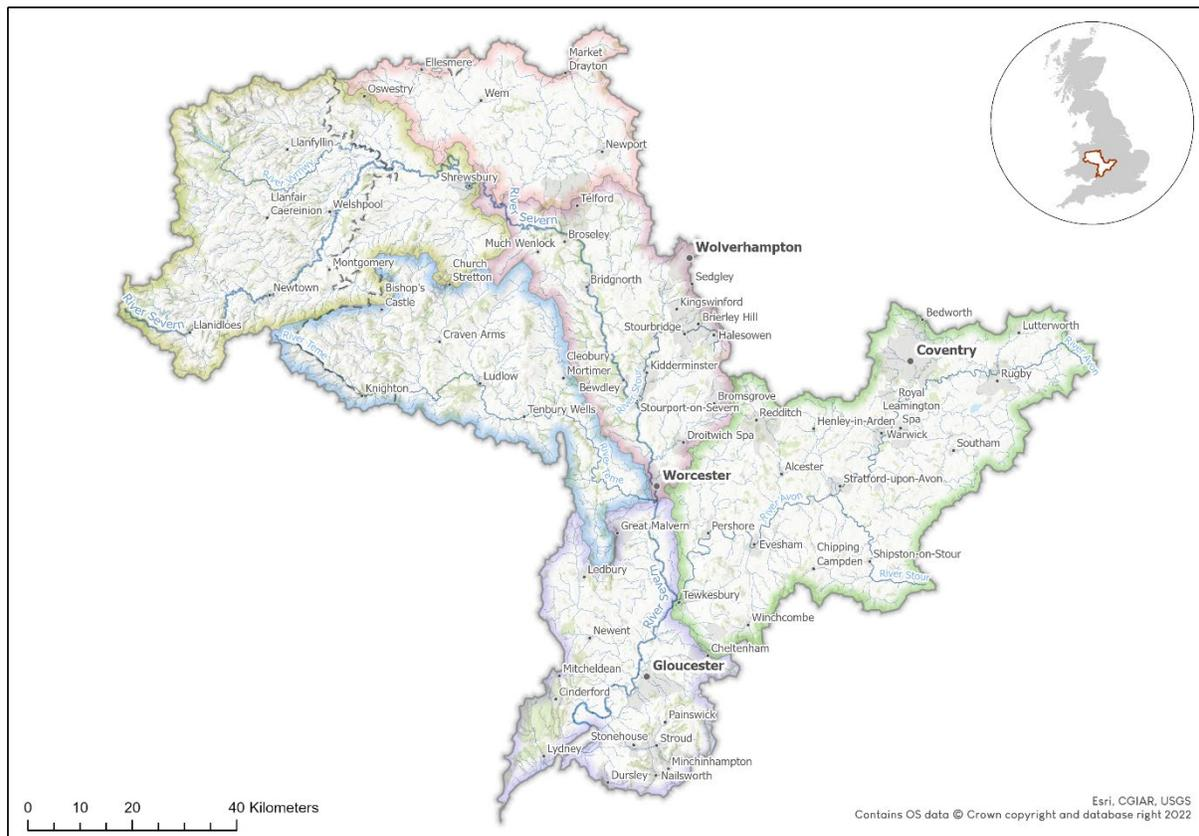 Market
Drayton
Ellesmere
Oswestry
Wem
Newport
Llanfyllin
River Vyrnwy
Shrewsbury
Llanfair
Caereinion
Welshpool
River Severn
Telford
Broseley
Much Wenlock
Wolverhampton
Sedgley
Montgomery
Church
Stretton
Bishop's
Castle
Bridgnorth
Newtown
River Severn
Llanidloes
Kingswinford
Brierley Hill
Stourbridge
Halesowen
River Teme
Craven Arms
Cleobury
Mortimer
Kidderminster
Bewdley
River Stour
Knighton
Ludlow
Tenbury Wells
Stourport-on-Severn
Bromsgrove
Droitwich Spa
Bedworth
Lutterworth
Coventry
River Avon
Rugby
Royal
Leamington
Spa
Redditch
Henley-in-Arden
Warwick
Southam
River Teme
Worcester
Alcester
Stratford-upon-Avon
River Avon
Great Malvern
Pershore
Evesham
Chipping
Campden
Shipston-on-Stour
River Stour
Ledbury
River Severn
Tewkesbury
Winchcombe
Newent
Cheltenham
Mitcheldean
Gloucester
Cinderford
Painswick
Stonehouse
Stroud
Lydney
Minchinhampton
Dursley
Nailsworth
0 10 20 40 Kilometers
Esri, CGIAR, USGS
Contains OS data © Crown copyright and database right 2022